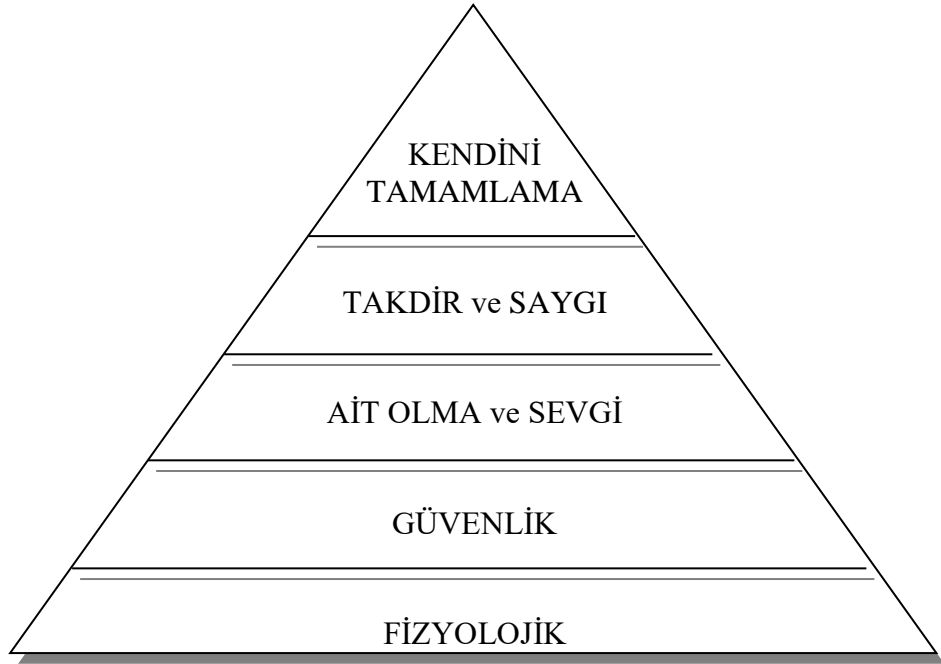 KENDİNİ
TAMAMLAMA
TAKDİR ve SAYGI
AİT OLMA ve SEVGİ
GÜVENLİK
FİZYOLOJİK